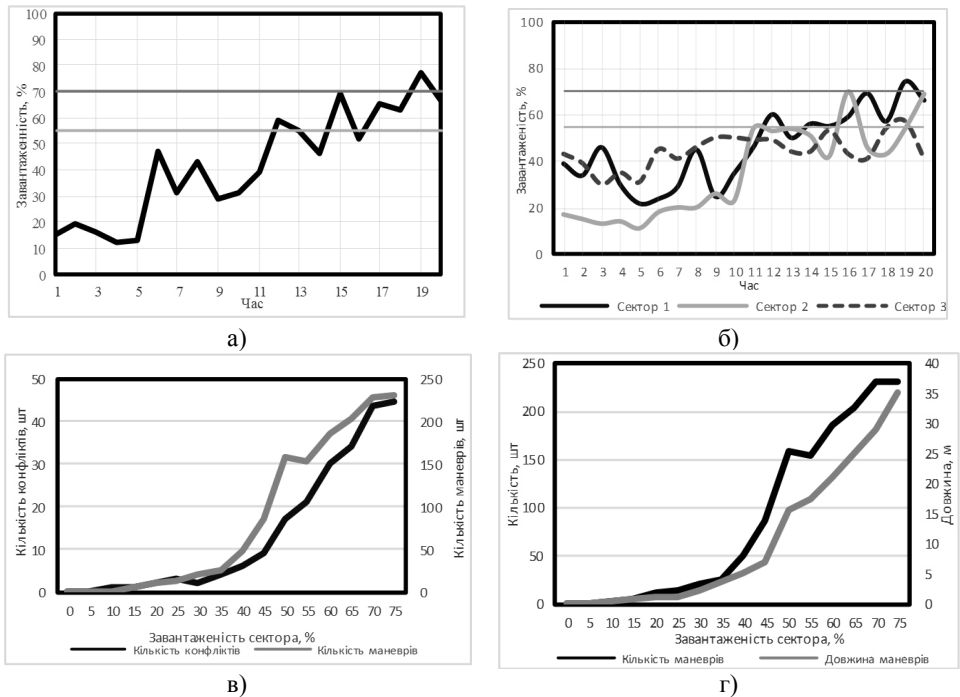 100
90
80
70
60
50
40
30
20
10
0
Завантаженність, %
1 3 5 7 9 11 13 15 17 19
Час
а)
100
80
60
40
20
0
Завантаженість, %
1 2 3 4 5 6 7 8 9 10 11 12 13 14 15 16 17 18 19 20
Час
Сектор 1 Сектор 2 Сектор 3
б)
50
40
30
20
10
0
Кількість конфліктів, шт
250
200
150
100
50
0
Кількість маневрів, шт
0 5 10 15 20 25 30 35 40 45 50 55 60 65 70 75
Завантаженість сектора, %
Кількість конфліктів Кількість маневрів
в)
250
200
150
100
50
0
Кількість, шт
40
35
30
25
20
15
10
5
0
Довжина, м
0 5 10 15 20 25 30 35 40 45 50 55 60 65 70 75
Завантаженість сектора, %
Кількість маневрів Довжина маневрів
г)